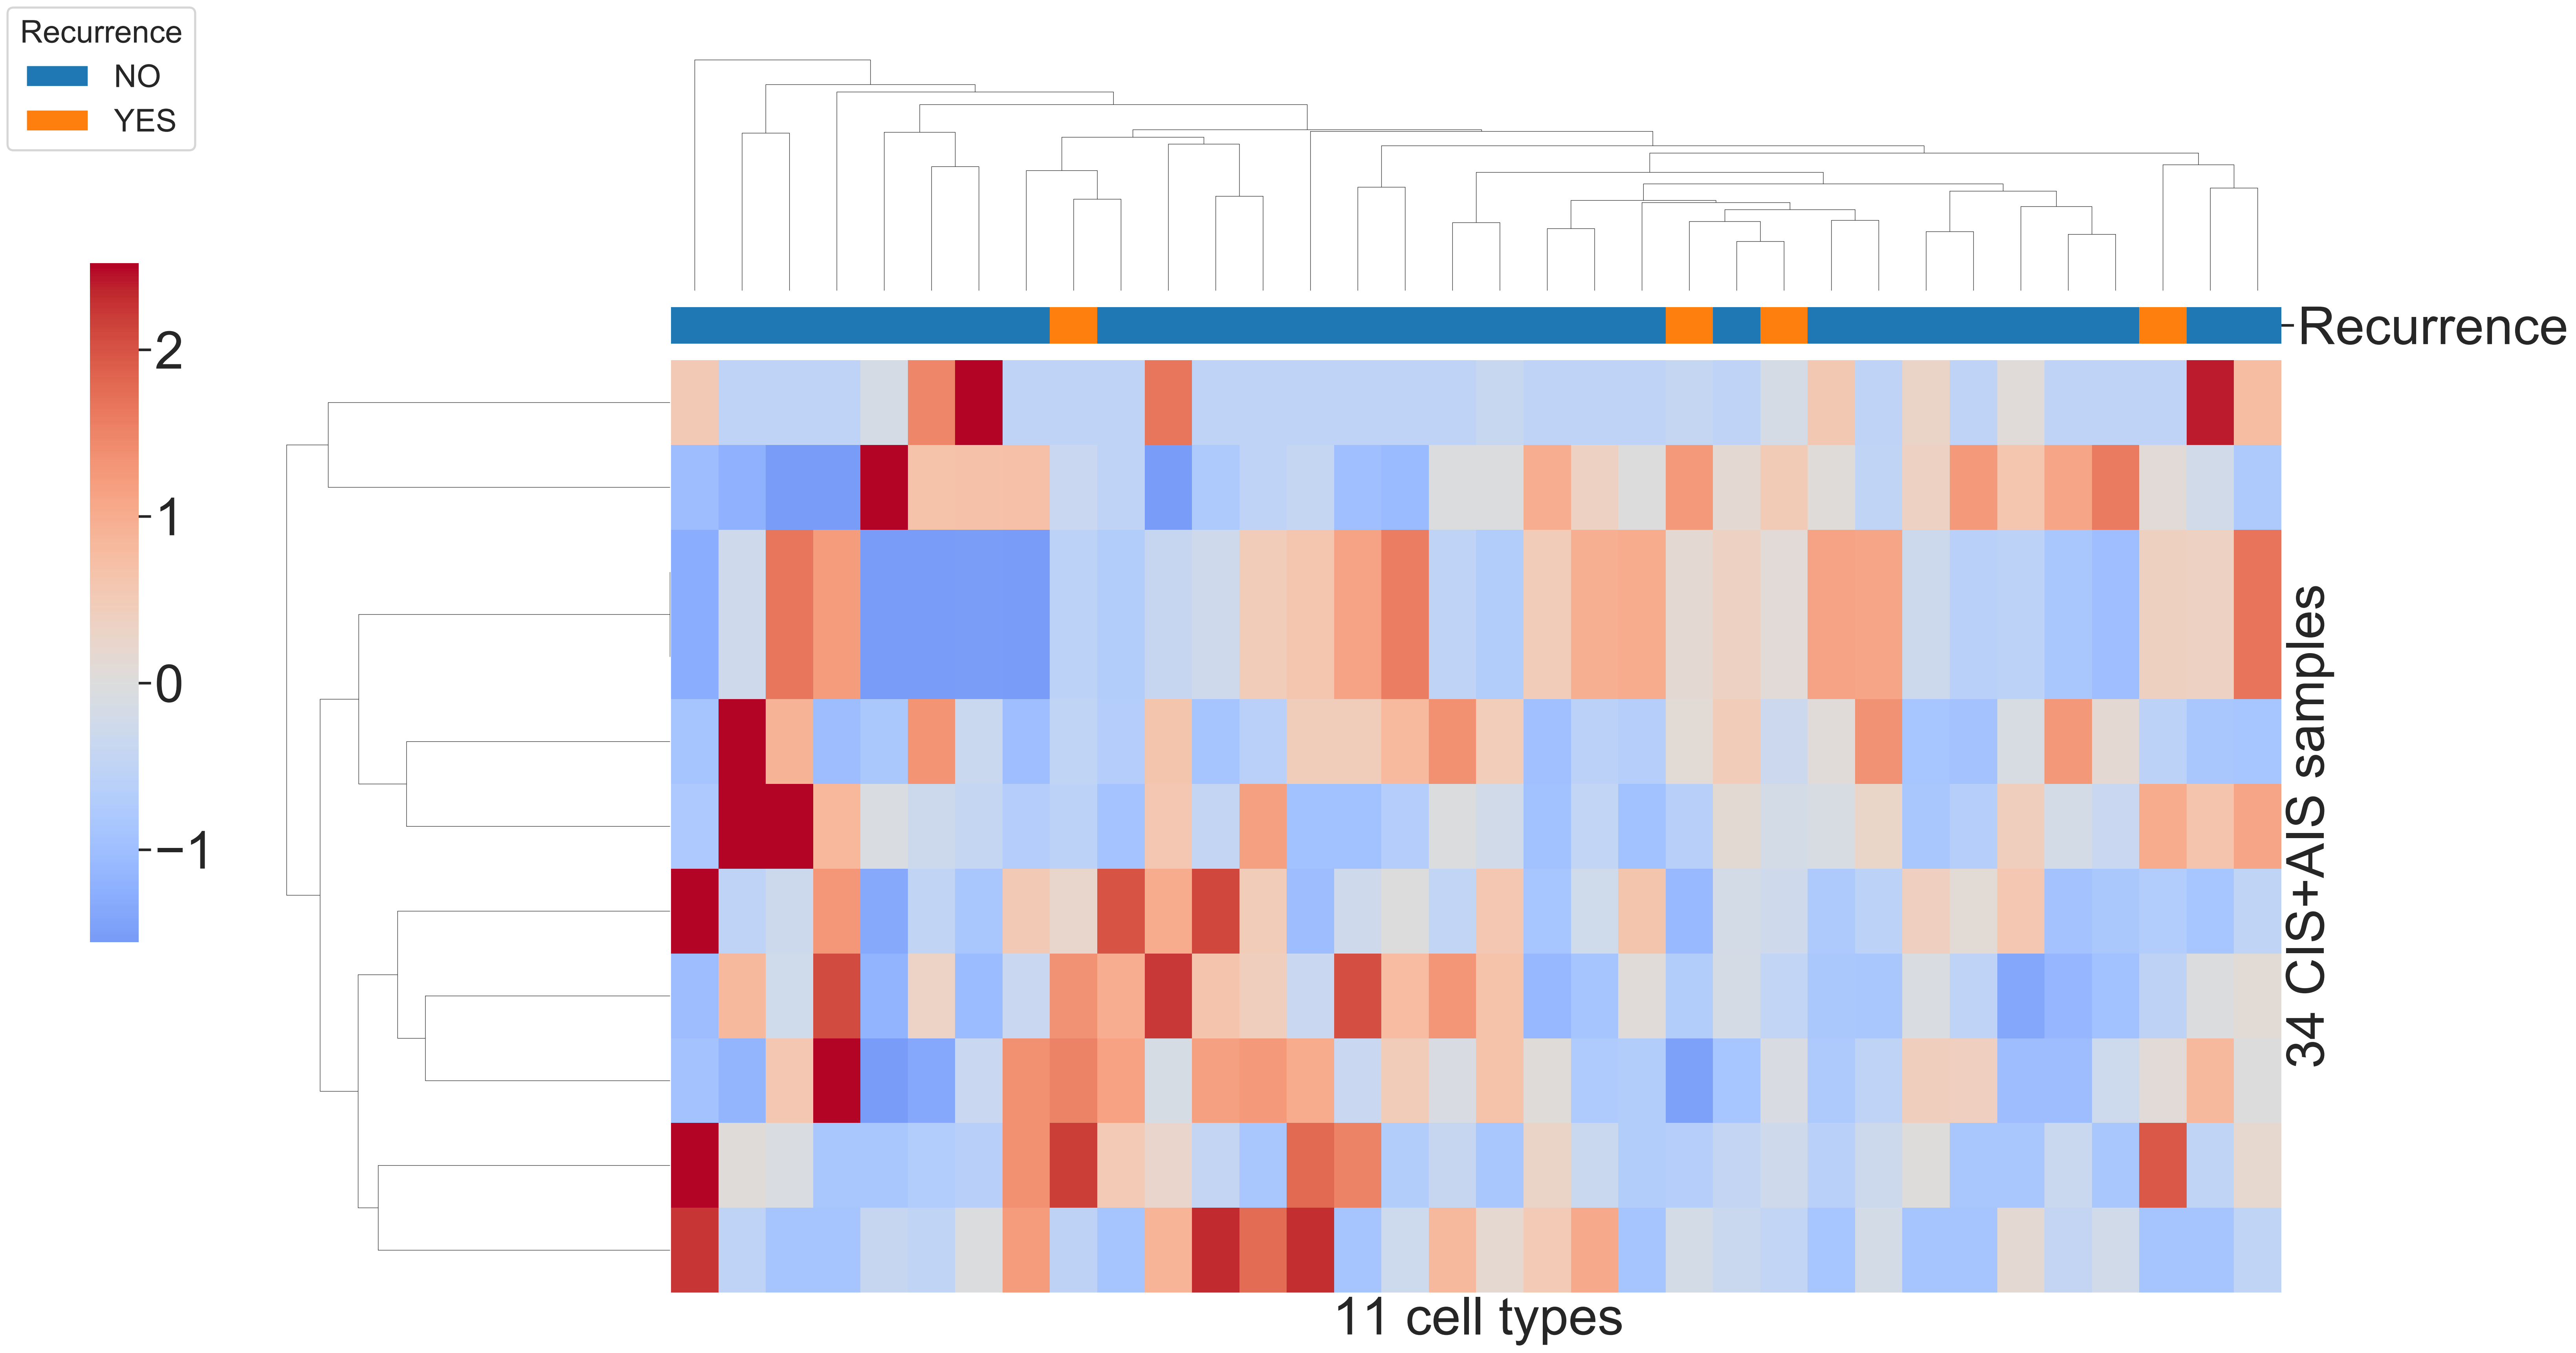 Recurrence
NO
YES
2
1
0
−1
Recurrence
34 CIS+AIS samples
11 cell types